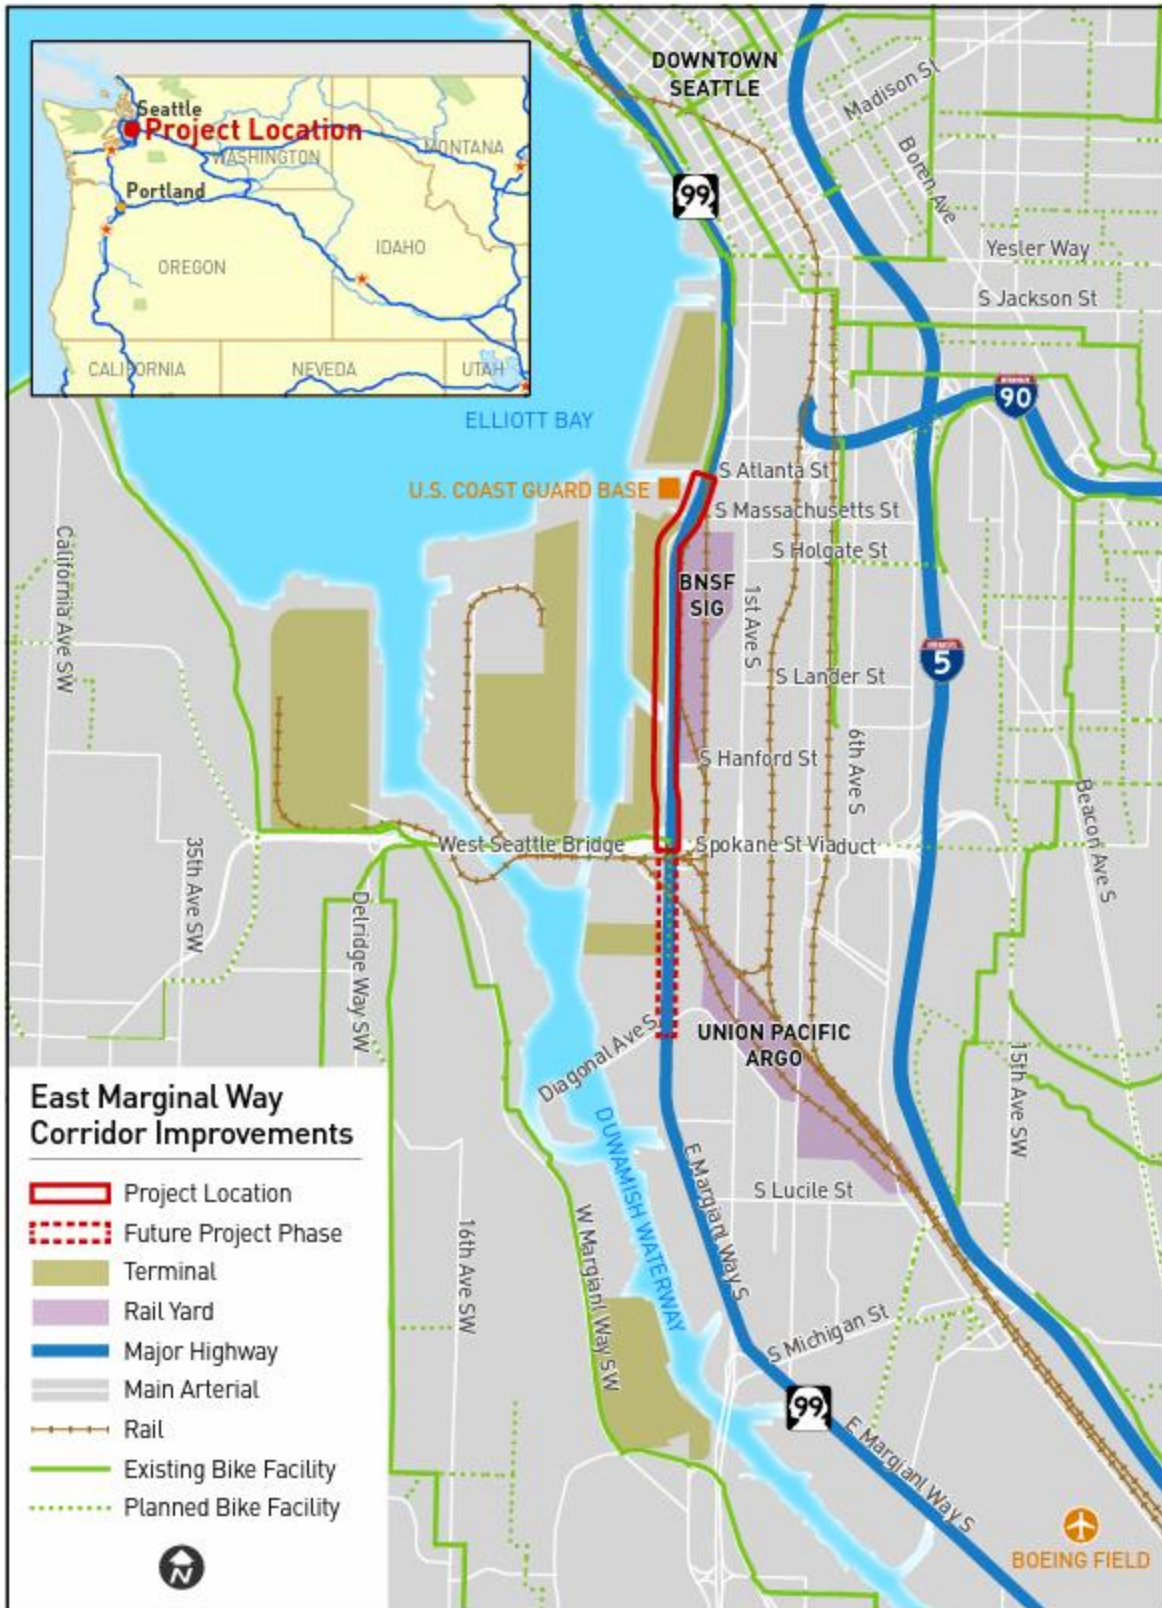 DOWNTOWN
SEATTLE
Madison St
Boren Ave
Seattle
Project Location
WASHINGTON
MONTANA
Portland
IDAHO
OREGON
CALIFORNIA
NEVEDA
UTAH
99
Yesler Way
S Jackson St
90
ELLIOTT BAY
S Atlanta St
U.S. COAST GUARD BASE
S Massachusetts St
S Holgate St
California Ave SW
BNSF
SIG
1st Ave S
5
S Lander St
S Hanford St
6th Ave S
Beacon Ave S
West Seattle Bridge
Spokane St Viaduct
35th Ave SW
Delridge Way SW
UNION PACIFIC
ARGO
Diagonal Ave S
15th Ave SW
DUWAMISH WATERWAY
E Margianl Way S
S Lucile St
16th Ave SW
W Margianl Way SW
S Michigan St
99
E Margianl Way S
BOEING FIELD
East Marginal Way
Corridor Improvements
Project Location
Future Project Phase
Terminal
Rail Yard
Major Highway
Main Arterial
Rail
Existing Bike Facility
Planned Bike Facility
N